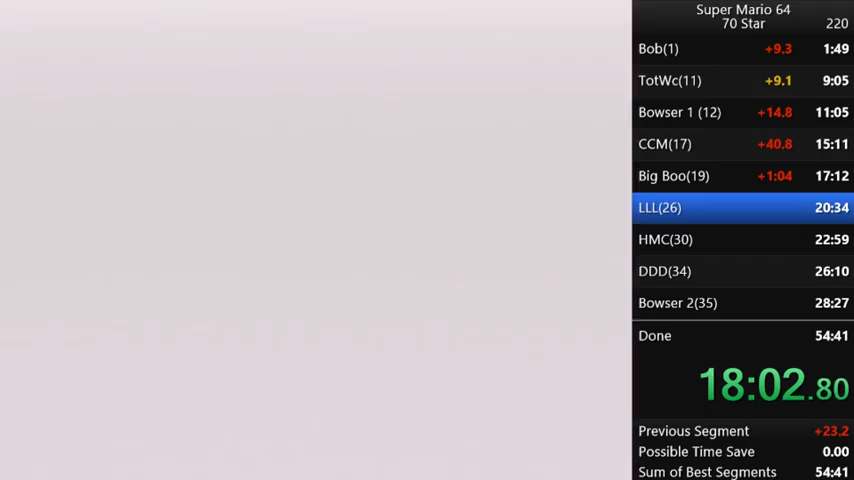 Super Mario 64
70 Star 220
Bob(1) +9.3 1:49
TotWc(11) +9.1 9:05
Bowser 1 (12) +14.8 11:05
CCM(17) +40.8 15:11
Big Boo(19) +1:04 17:12
LLL(26) 20:34
HMC(30) 22:59
DDD(34) 26:10
Bowser 2(35) 28:27
Done 54:41
18:02.80
Previous Segment +23.2
Possible Time Save 0.00
Sum of Best Segments 54:41